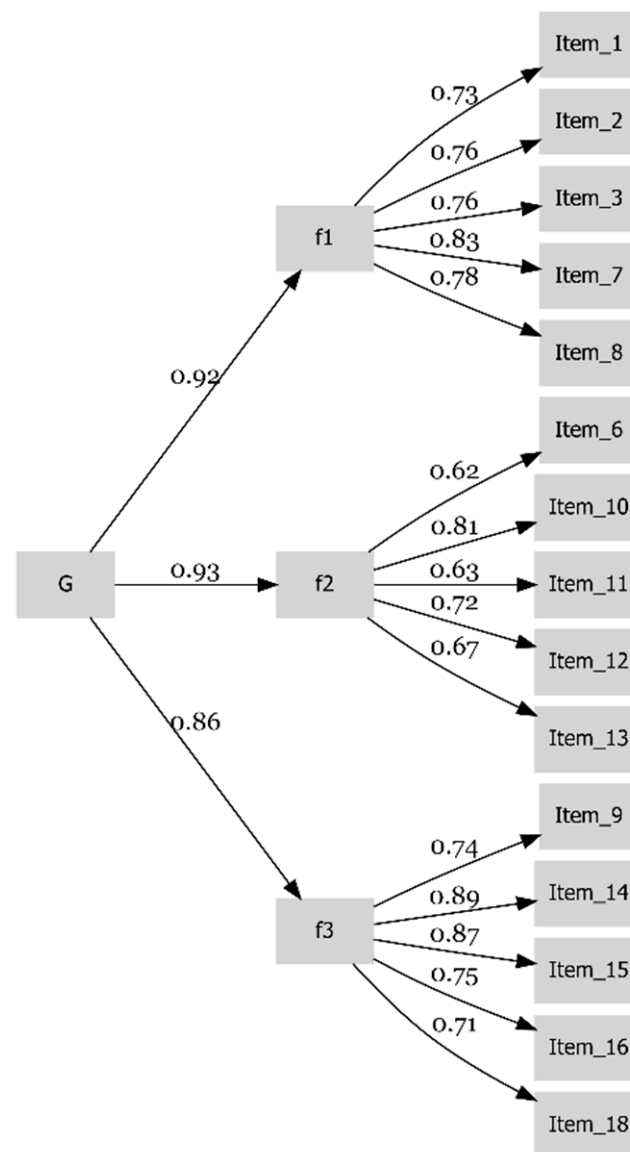 Item_1
0.73
Item_2
0.76
Item_3
0.76
f1
0.83
Item_7
0.78
Item_8
0.92
Item_6
0.62
Item_10
0.81
G
0.93
f2
0.63
Item_11
0.72
Item_12
0.67
Item_13
0.86
Item_9
0.74
Item_14
0.89
f3
0.87
Item_15
0.75
Item_16
0.71
Item_18